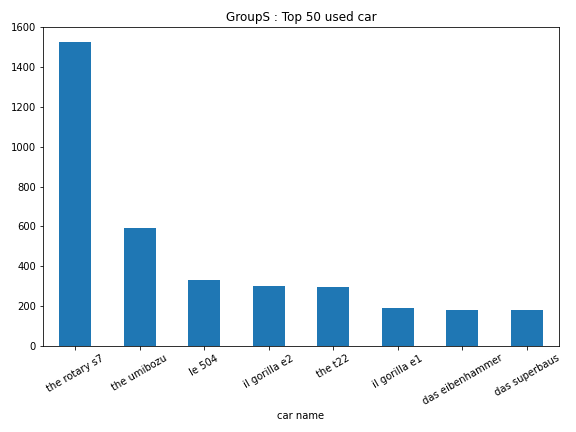 GroupS : Top 50 used car
1600
1400
1200
1000
800
600
400
200
0
the rotary s7
the umibozu
le 504
il gorilla e2
the t22
il gorilla e1
das eibenhammer
das superbaus
car name